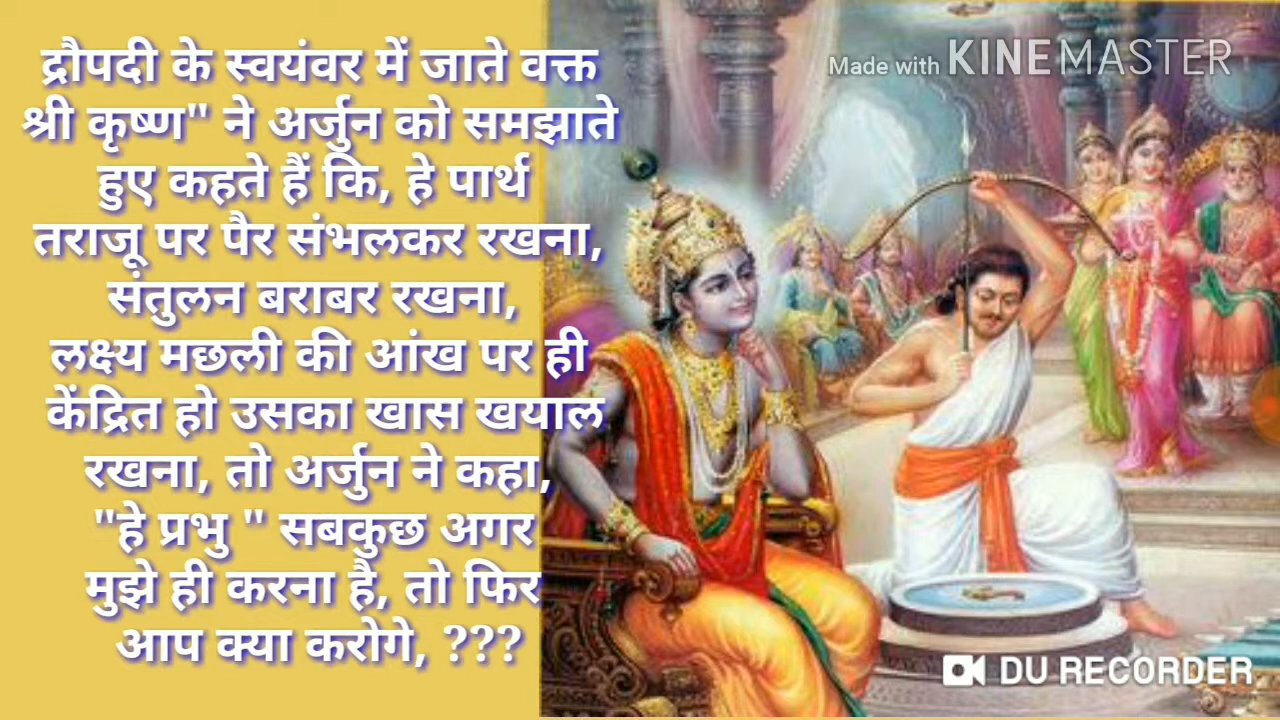 द्रौपदी के स्वयंवर में जाते वक्त
श्री कृष्ण" ने अर्जुन को समझाते
हुए कहते हैं कि, हे पार्थ
तराजू पर पैर संभलकर रखना,
संतुलन बराबर रखना,
लक्ष्य मछली की आंख पर ही
केंद्रित हो उसका खास खयाल
रखना, तो अर्जुन ने कहा,
"हे प्रभु " सबकुछ अगर
मुझे ही करना है, तो फिर
आप क्या करोगे, ???
Made with KINEMASTER
DU RECORDER